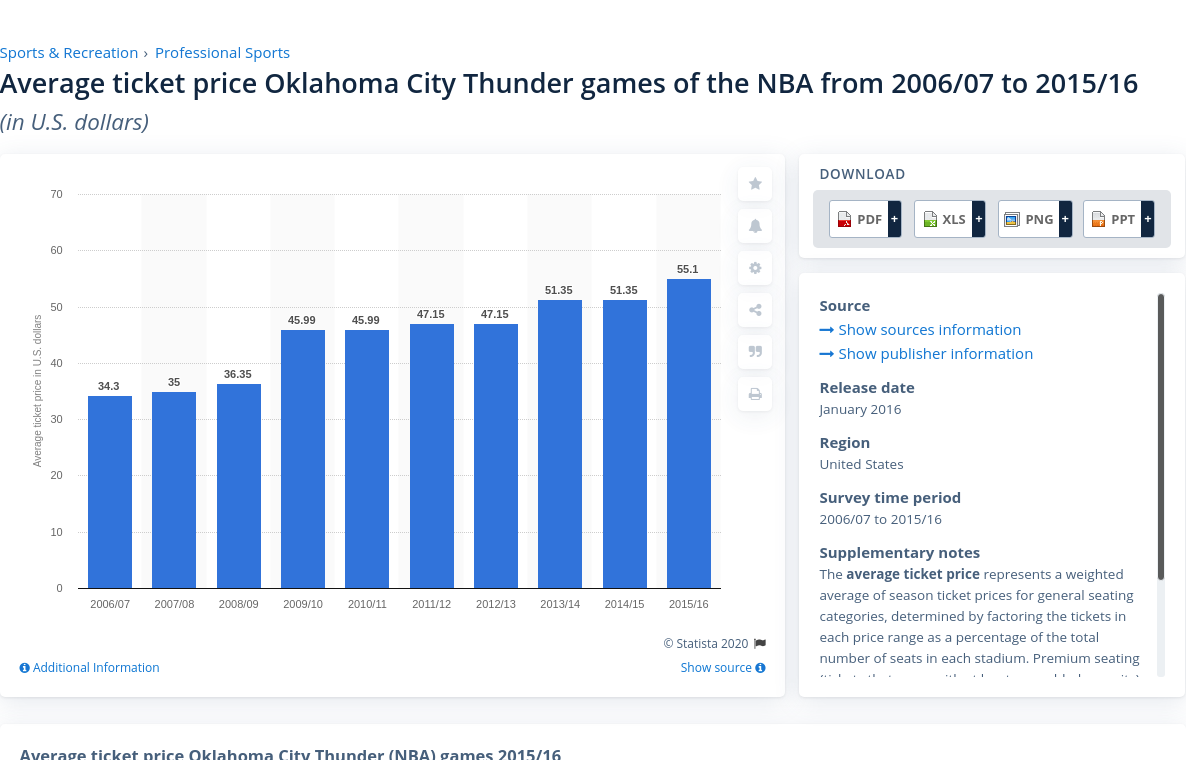 Sports & Recreation › Professional Sports
Average ticket price Oklahoma City Thunder games of the NBA from 2006/07 to 2015/16
(in U.S. dollars)
70
60
50
40
30
20
10
0
Average ticket price in U.S. dollars
34.3
35
36.35
45.99
45.99
47.15
47.15
51.35
51.35
55.1
2006/07 2007/08 2008/09 2009/10 2010/11 2011/12 2012/13 2013/14 2014/15 2015/16
© Statista 2020
Additional Information
Show source
DOWNLOAD
PDF + XLS + PNG + PPT +
Source
Show sources information
Show publisher information
Release date
January 2016
Region
United States
Survey time period
2006/07 to 2015/16
Supplementary notes
The average ticket price represents a weighted
average of season ticket prices for general seating
categories, determined by factoring the tickets in
each price range as a percentage of the total
number of seats in each stadium. Premium seating
Average ticket price Oklahoma City Thunder (NBA) games 2015/16